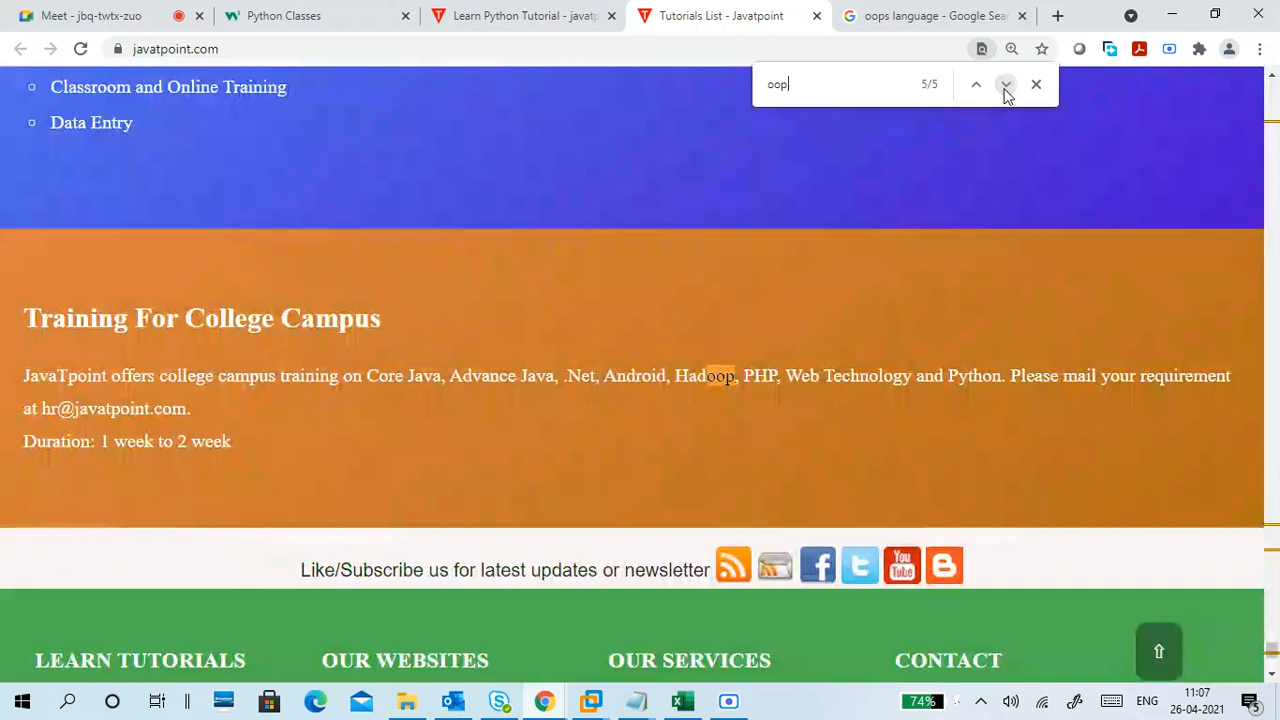 Meet - jbq-twtx-zuo
Python Classes
Learn Python Tutorial - javatp
Tutorials List - Javatpoint
oops language - Google Sear
javatpoint.com
oop 5/5
Classroom and Online Training
Data Entry
Training For College Campus
JavaTpoint offers college campus training on Core Java, Advance Java, .Net, Android, Hadoop, PHP, Web Technology and Python. Please mail your requirement
at hr@javatpoint.com.
Duration: 1 week to 2 week
Like/Subscribe us for latest updates or newsletter
You
Tube
LEARN TUTORIALS
OUR WEBSITES
OUR SERVICES
CONTACT
74%
ENG
11:07
26-04-2021
5